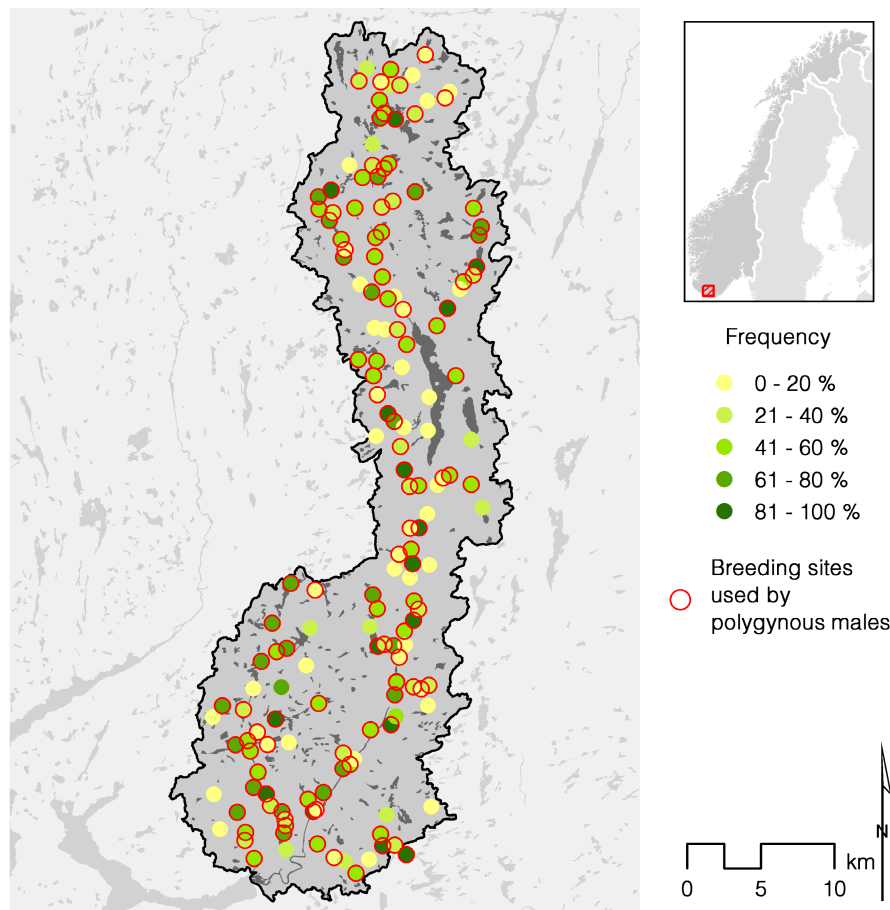 Frequency
0 - 20 %
21 - 40 %
41 - 60 %
61 - 80 %
81 - 100 %
Breeding sites
used by
polygynous males
N
km
0 5 10